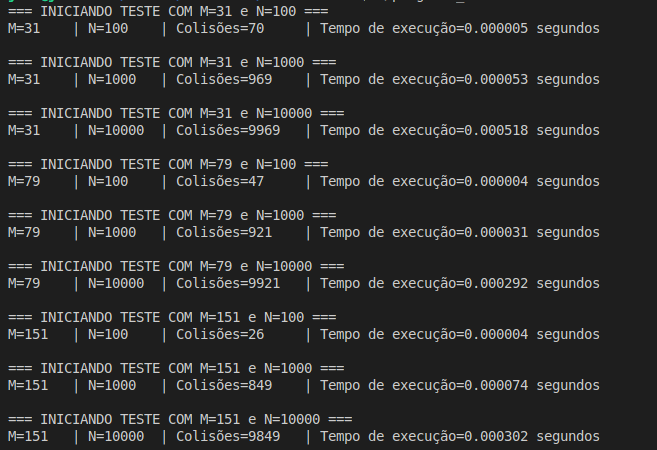 === INICIANDO TESTE COM M=31 e N=100 ===
M=31    | N=100    | Colisões=70     | Tempo de execução=0.000005 segundos
=== INICIANDO TESTE COM M=31 e N=1000 ===
M=31    | N=1000   | Colisões=969    | Tempo de execução=0.000053 segundos
=== INICIANDO TESTE COM M=31 e N=10000 ===
M=31    | N=10000  | Colisões=9969   | Tempo de execução=0.000518 segundos
=== INICIANDO TESTE COM M=79 e N=100 ===
M=79    | N=100    | Colisões=47     | Tempo de execução=0.000004 segundos
=== INICIANDO TESTE COM M=79 e N=1000 ===
M=79    | N=1000   | Colisões=921    | Tempo de execução=0.000031 segundos
=== INICIANDO TESTE COM M=79 e N=10000 ===
M=79    | N=10000  | Colisões=9921   | Tempo de execução=0.000292 segundos
=== INICIANDO TESTE COM M=151 e N=100 ===
M=151   | N=100    | Colisões=26     | Tempo de execução=0.000004 segundos
=== INICIANDO TESTE COM M=151 e N=1000 ===
M=151   | N=1000   | Colisões=849    | Tempo de execução=0.000074 segundos
=== INICIANDO TESTE COM M=151 e N=10000 ===
M=151   | N=10000  | Colisões=9849   | Tempo de execução=0.000302 segundos